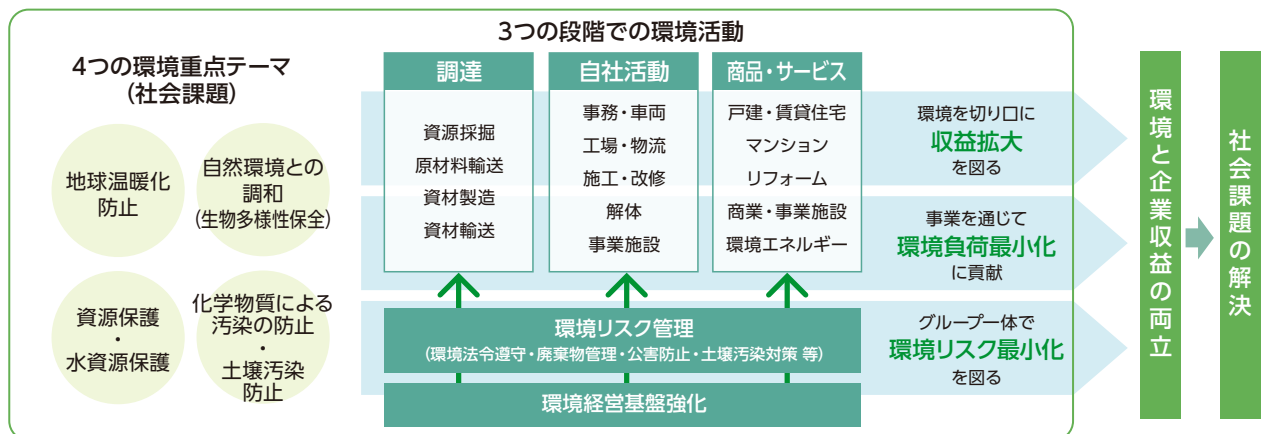 3つの段階での環境活動
4つの環境重点テーマ
(社会課題)
地球温暖化
防止
自然環境との
調和
(生物多様性保全)
資源保護
・
水資源保護
化学物質による
汚染の防止
・
土壌汚染
防止
調達
資源採掘
原材料輸送
資材製造
資材輸送
自社活動
事務・車両
工場・物流
施工・改修
解体
事業施設
商品・サービス
戸建・賃貸住宅
マンション
リフォーム
商業・事業施設
環境エネルギー
環境リスク管理
(環境法令遵守・廃棄物管理・公害防止・土壌汚染対策 等)
環境経営基盤強化
環境を切り口に
収益拡大
を図る
事業を通じて
環境負荷最小化
に貢献
グループ一体で
環境リスク最小化
を図る
環境と企業収益の両立
社会課題の解決